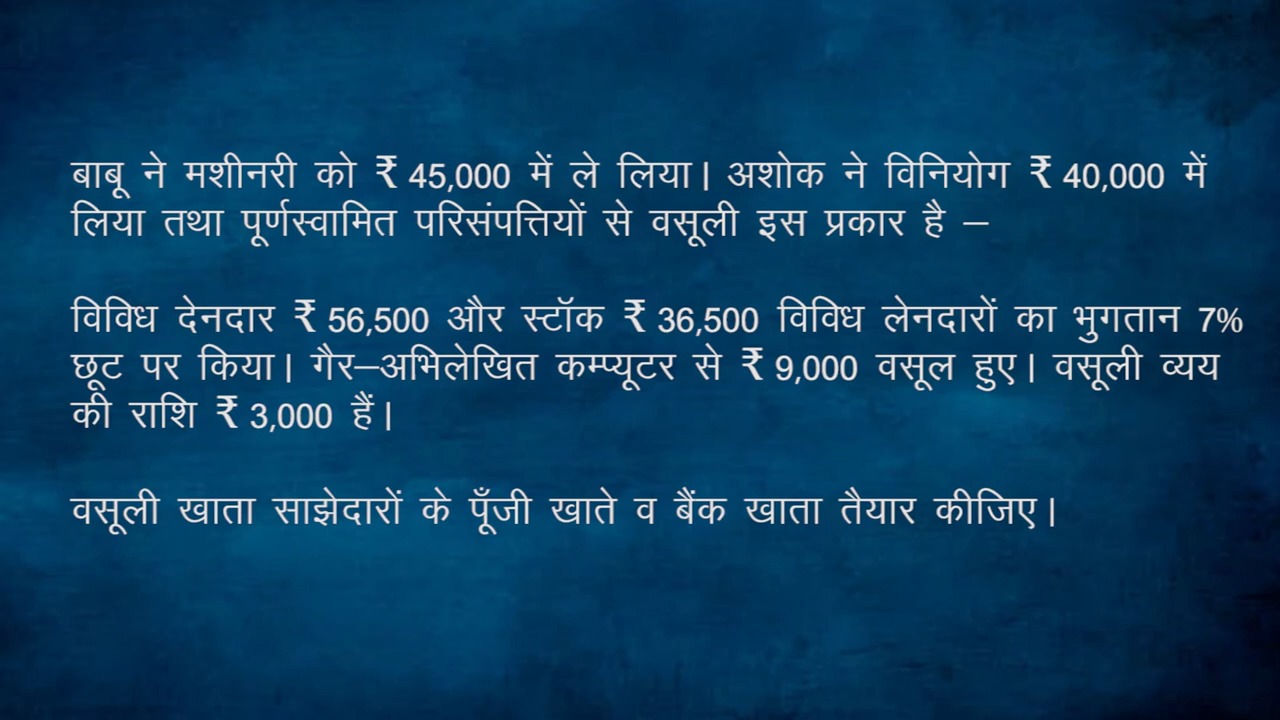 बाबू ने मशीनरी को ₹ 45,000 में ले लिया। अशोक ने विनियोग ₹ 40,000 में
लिया तथा पूर्णस्वामित परिसंपत्तियों से वसूली इस प्रकार है –
विविध देनदार ₹ 56,500 और स्टॉक ₹ 36,500 विविध लेनदारों का भुगतान 7%
छूट पर किया। गैर–अभिलेखित कम्प्यूटर से ₹ 9,000 वसूल हुए। वसूली व्यय
की राशि ₹ 3,000 हैं।
वसूली खाता साझेदारों के पूँजी खाते व बैंक खाता तैयार कीजिए।